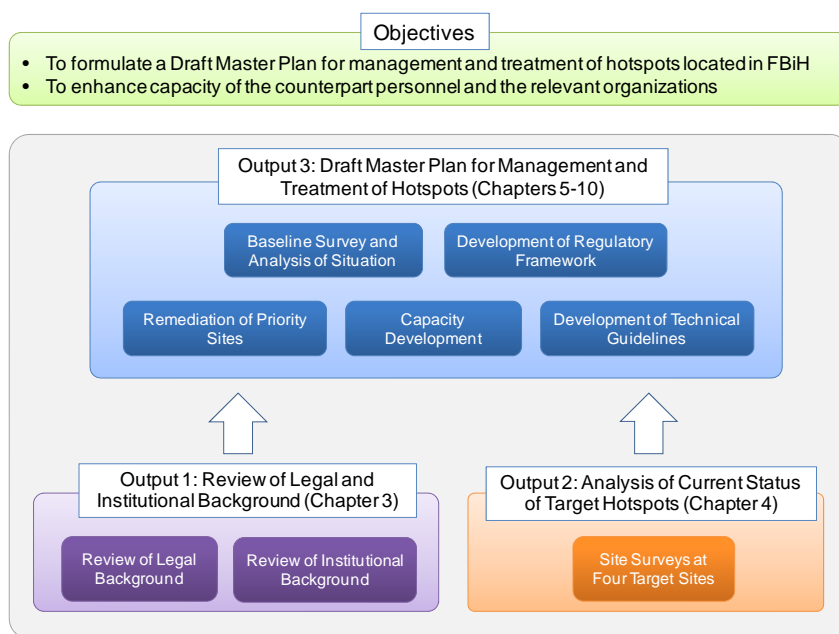 Objectives
• To formulate a Draft Master Plan for management and treatment of hotspots located in FBiH
• To enhance capacity of the counterpart personnel and the relevant organizations
Output 3: Draft Master Plan for Management and
Treatment of Hotspots (Chapters 5-10)
Baseline Survey and
Analysis of Situation
Development of Regulatory
Framework
Remediation of Priority
Sites
Capacity
Development
Development of Technical
Guidelines
Output 1: Review of Legal and
Institutional Background (Chapter 3)
Review of Legal
Background
Review of Institutional
Background
Output 2: Analysis of Current Status
of Target Hotspots (Chapter 4)
Site Surveys at
Four Target Sites